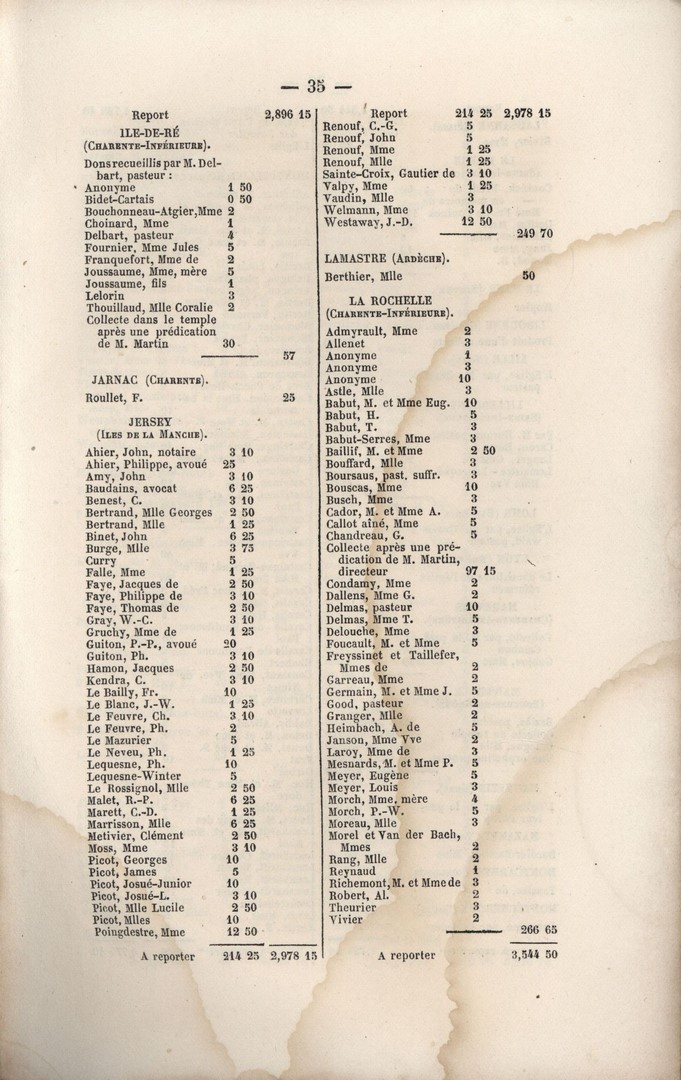 — 35 —
Report 2,896 15
ILE-DE-RÉ
(CHARENTE-INFÉRIEURE).
Dons recueillis par M. Del-
bart, pasteur :
Anonyme 1 50
Bidet-Cartais 0 50
Bouchonneau-Atgier, Mme 2
Choinard, Mme 1
Delbart, pasteur 4
Fournier, Mme Jules 5
Franquefort, Mme de 2
Joussaume, Mme, mère 5
Joussaume, fils 1
Lelorin 3
Thouillaud, Mlle Coralie 2
Collecte dans le temple
après une prédication
de M. Martin 30
57
JARNAC (CHARENTE).
Roullet, F. 25
JERSEY
(ILES DE LA MANCHE).
Ahier, John, notaire 3 10
Ahier, Philippe, avoué 25
Amy, John 3 10
Baudains, avocat 6 25
Benest, C. 3 10
Bertrand, Mlle Georges 2 50
Bertrand, Mlle 1 25
Binet, John 6 25
Burge, Mlle 3 75
Curry 5
Falle, Mme 1 25
Faye, Jacques de 2 50
Faye, Philippe de 3 10
Faye, Thomas de 2 50
Gray, W.-C. 3 10
Gruchy, Mme de 1 25
Guiton, P.-P., avoué 20
Guiton, Ph. 3 10
Hamon, Jacques 2 50
Kendra, C. 3 10
Le Bailly, Fr. 10
Le Blanc, J.-W. 1 25
Le Feuvre, Ch. 3 10
Le Feuvre, Ph. 2
Le Mazurier 5
Le Neveu, Ph. 1 25
Lequesne, Ph. 10
Lequesne-Winter 5
Le Rossignol, Mlle 2 50
Malet, R.-P. 6 25
Marett, C.-D. 1 25
Marrisson, Mlle 6 25
Metivier, Clément 2 50
Moss, Mme 3 10
Picot, Georges 10
Picot, James 5
Picot, Josué-Junior 10
Picot, Josué-L. 3 10
Picot, Mlle Lucile 2 50
Picot, Mlles 10
Poingdestre, Mme 12 50
A reporter 214 25 2,978 15
Report 214 25 2,978 15
Renouf, C.-G. 5
Renouf, John 5
Renouf, Mme 1 25
Renouf, Mlle 1 25
Sainte-Croix, Gautier de 3 10
Valpy, Mme 1 25
Vaudin, Mlle 3
Welmann, Mme 3 10
Westaway, J.-D. 12 50
249 70
LAMASTRE (ARDÈCHE).
Berthier, Mlle 50
LA ROCHELLE
(CHARENTE-INFÉRIEURE).
Admyrault, Mme 2
Allenet 3
Anonyme 1
Anonyme 3
Anonyme 10
Astie, Mlle 3
Babut, M. et Mme Eug. 10
Babut, H. 5
Babut, T. 3
Babut-Serres, Mme 3
Baillif, M. et Mme 2 50
Bouffard, Mlle 3
Boursaus, past. suffr. 3
Bouscas, Mme 10
Busch, Mme 3
Cador, M. et Mme A. 5
Callot aîné, Mme 5
Chandreau, G. 5
Collecte après une pré-
dication de M. Martin,
directeur 97 15
Condamy, Mme 2
Dallens, Mme G. 2
Delmas, pasteur 10
Delmas, Mme T. 5
Delouche, Mme 3
Foucault, M. et Mme 5
Freyssinet et Taillefer,
Mmes de 2
Garreau, Mme 2
Germain, M. et Mme J. 5
Good, pasteur 2
Granger, Mlle 2
Heimbach, A. de 5
Janson, Mme Vve 2
Laroy, Mme de 3
Mesnards, M. et Mme P. 5
Meyer, Eugène 5
Meyer, Louis 3
Morch, Mme, mère 4
Morch, P.-W. 5
Moreau, Mlle 3
Morel et Van der Bach,
Mmes 2
Rang, Mlle 2
Reynaud 1
Richemont, M. et Mme de 3
Robert, Al. 2
Theurier 3
Vivier 2
266 65
A reporter 3,544 50